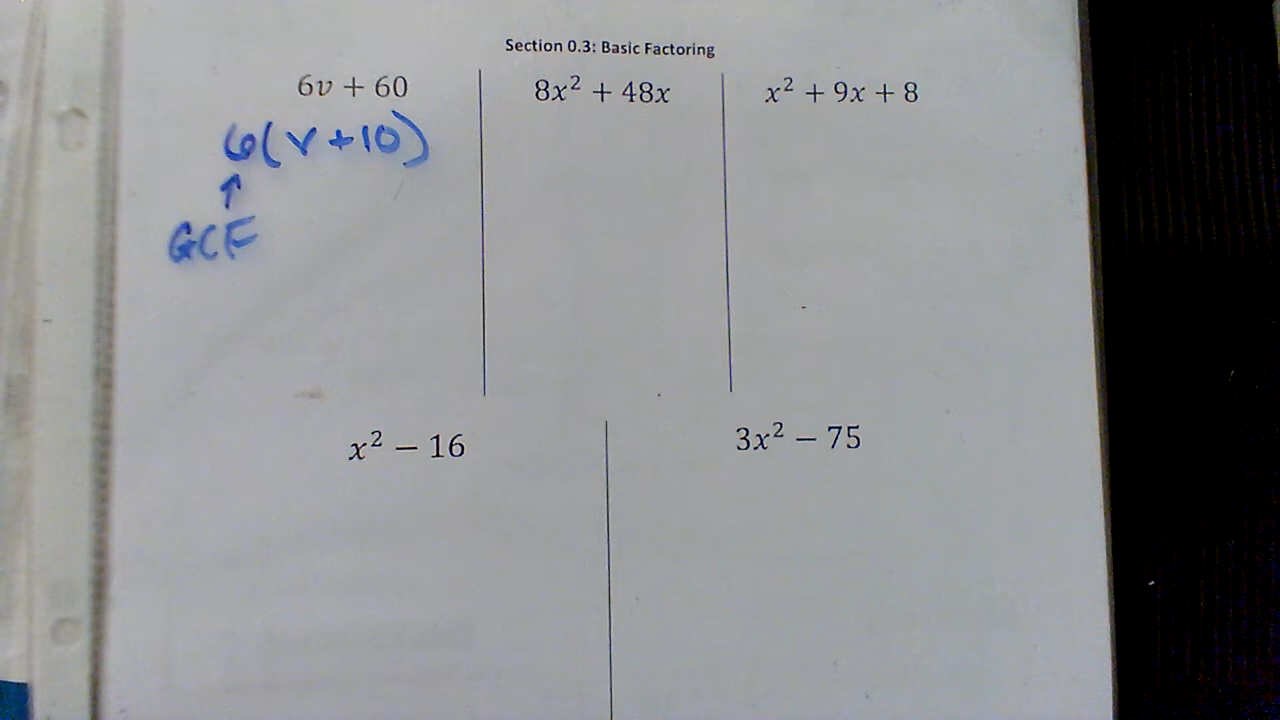 Section 0.3: Basic Factoring
6v + 60
8x² + 48x
x² + 9x + 8
6(v+10)
↑
GCF
x² − 16
3x² − 75